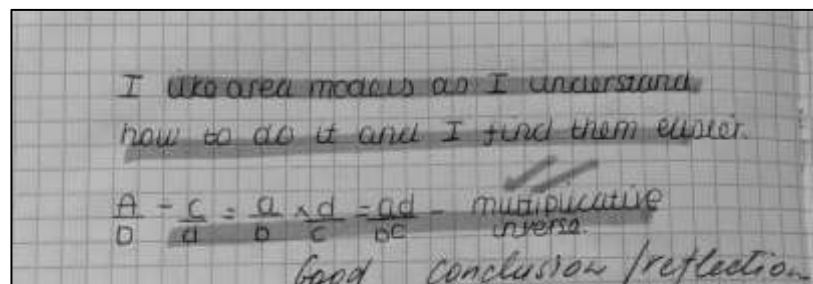 I like area models as I understand
how to do it and I find them easier.
A/b - c/d = a/b × d/c = ad/bc - multiplicative
inverse.
Good conclusion / reflection